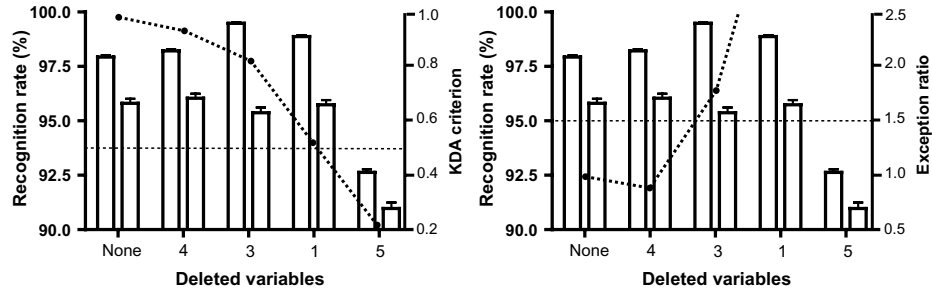 100.0
97.5
95.0
92.5
90.0
Recognition rate (%)
None 4 3 1 5
Deleted variables
1.0
0.8
0.6
0.4
0.2
KDA criterion
100.0
97.5
95.0
92.5
90.0
Recognition rate (%)
None 4 3 1 5
Deleted variables
2.5
2.0
1.5
1.0
0.5
Exception ratio